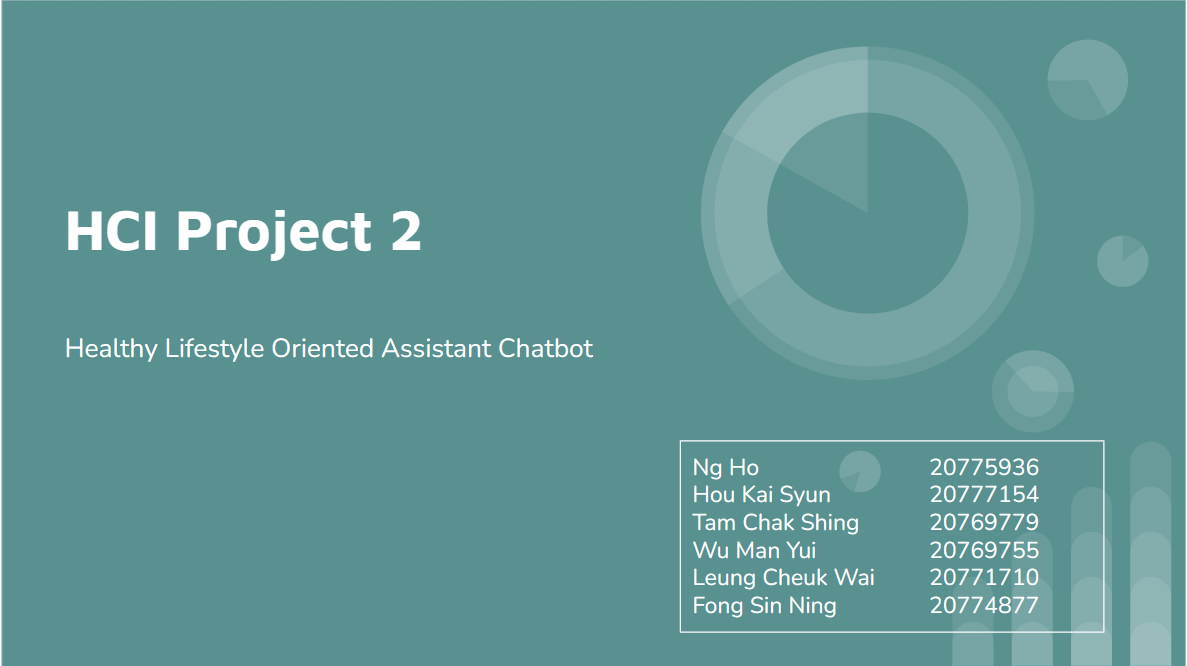 HCI Project 2
Healthy Lifestyle Oriented Assistant Chatbot
Ng Ho 20775936
Hou Kai Syun 20777154
Tam Chak Shing 20769779
Wu Man Yui 20769755
Leung Cheuk Wai 20771710
Fong Sin Ning 20774877